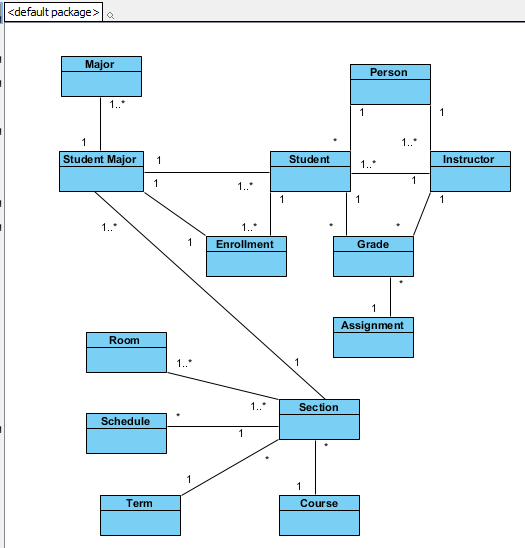 <default package>
Major
Person
1..*
1
1
1
*
1..*
Student Major
1
Student
1..*
Instructor
1..*
1
1
1
1
1
1..*
1
1..*
*
*
Enrollment
Grade
*
1
Assignment
Room
1..*
1
1..*
Section
Schedule
*
1
*
*
1
1
Term
Course